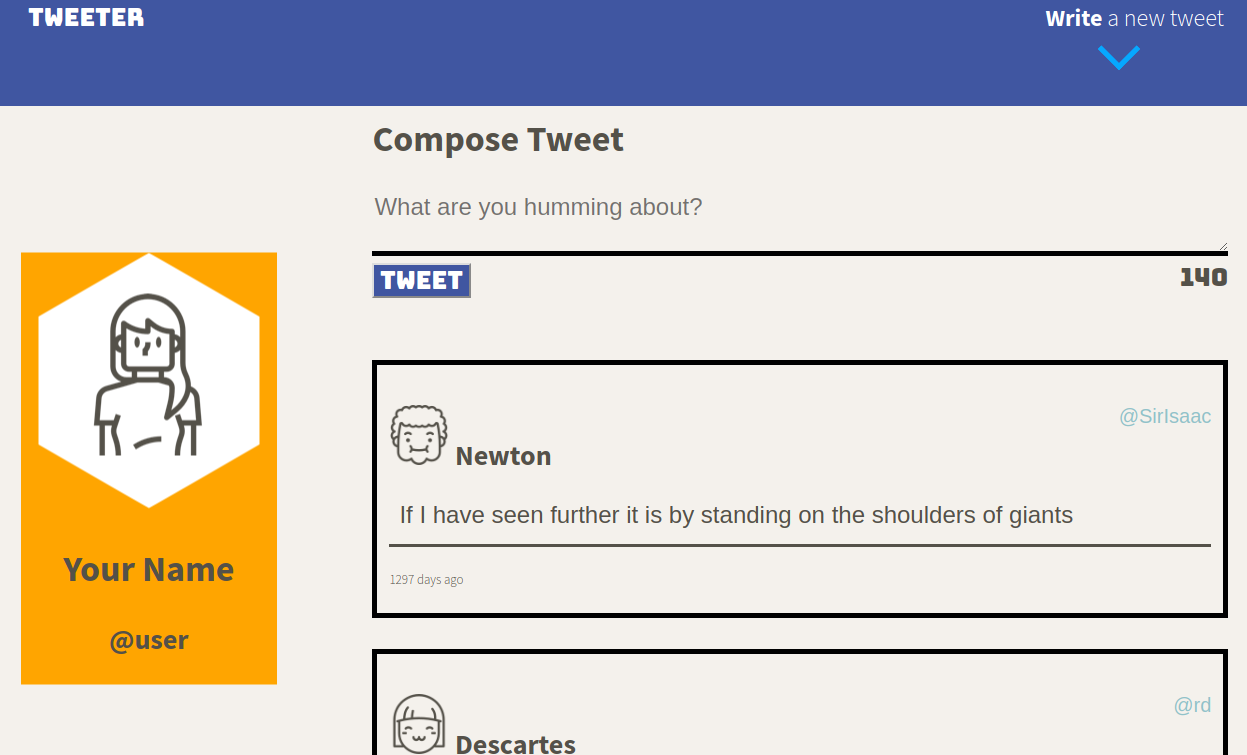 TWEETER
Write a new tweet
Compose Tweet
What are you humming about?
TWEET
140
Your Name
@user
@SirIsaac
Newton
If I have seen further it is by standing on the shoulders of giants
1297 days ago
@rd
Descartes